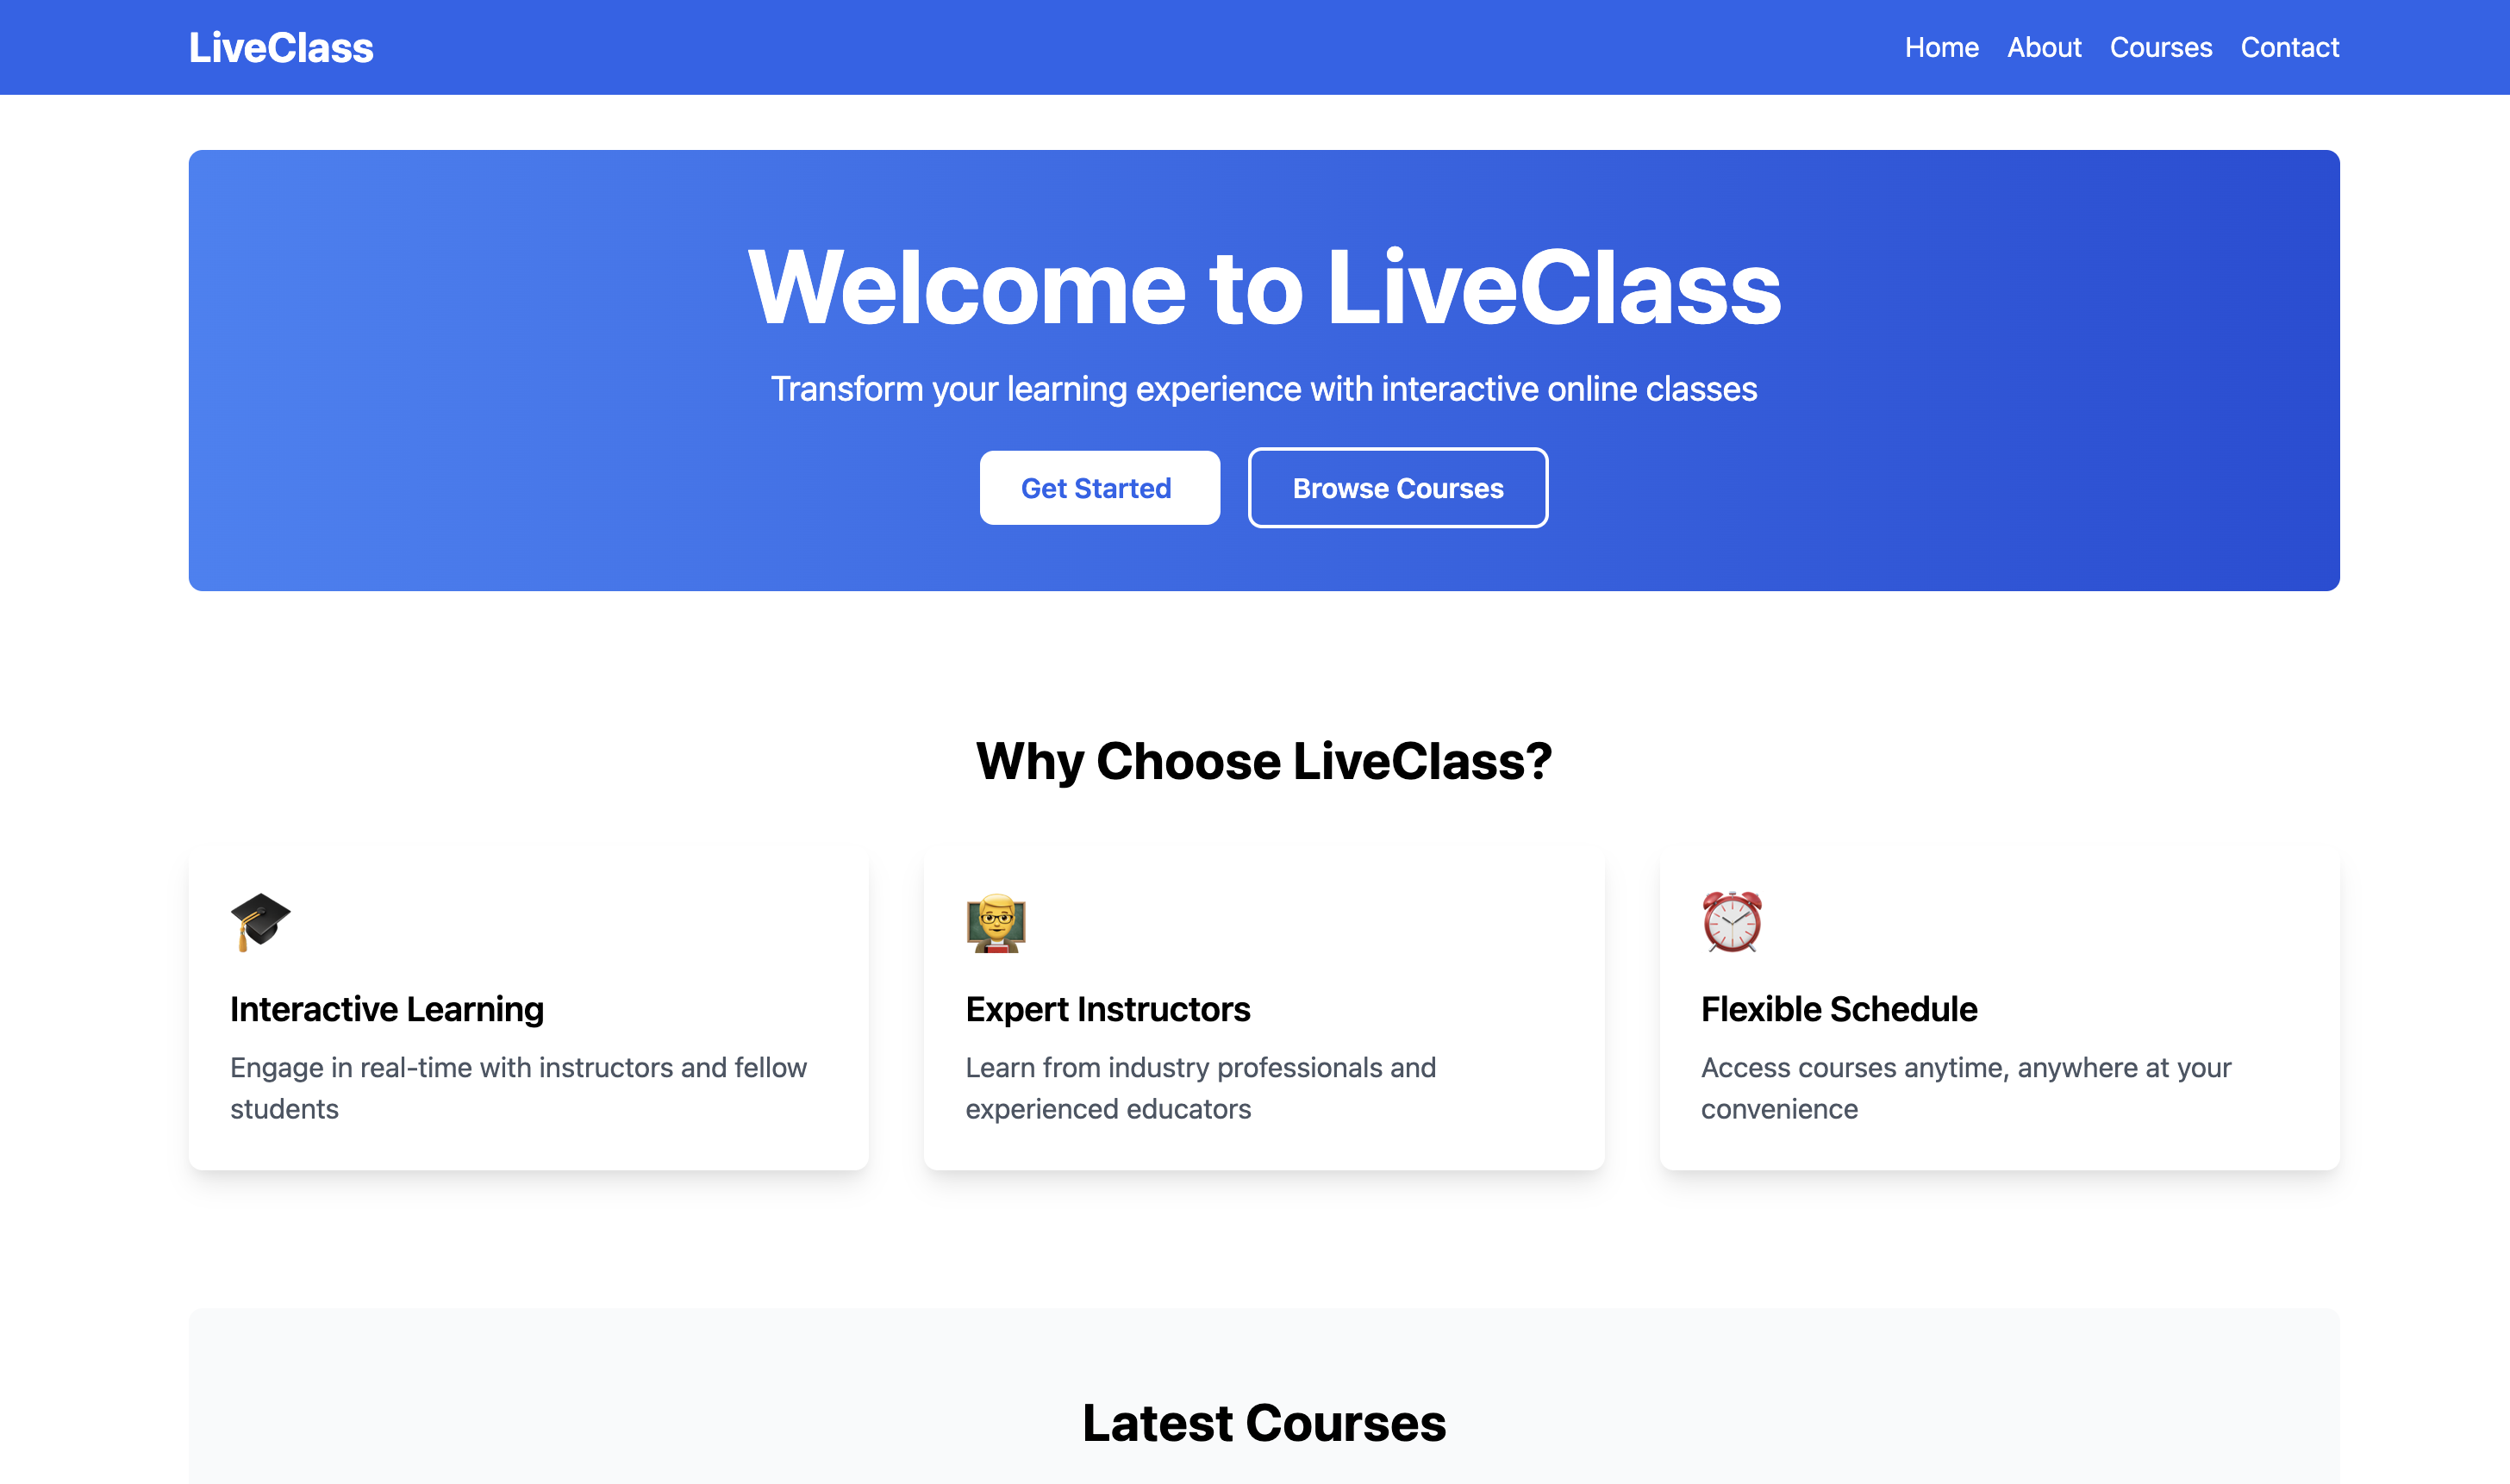 LiveClass
Home About Courses Contact
Welcome to LiveClass
Transform your learning experience with interactive online classes
Get Started
Browse Courses
Why Choose LiveClass?
Interactive Learning
Engage in real-time with instructors and fellow
students
Expert Instructors
Learn from industry professionals and
experienced educators
Flexible Schedule
Access courses anytime, anywhere at your
convenience
Latest Courses